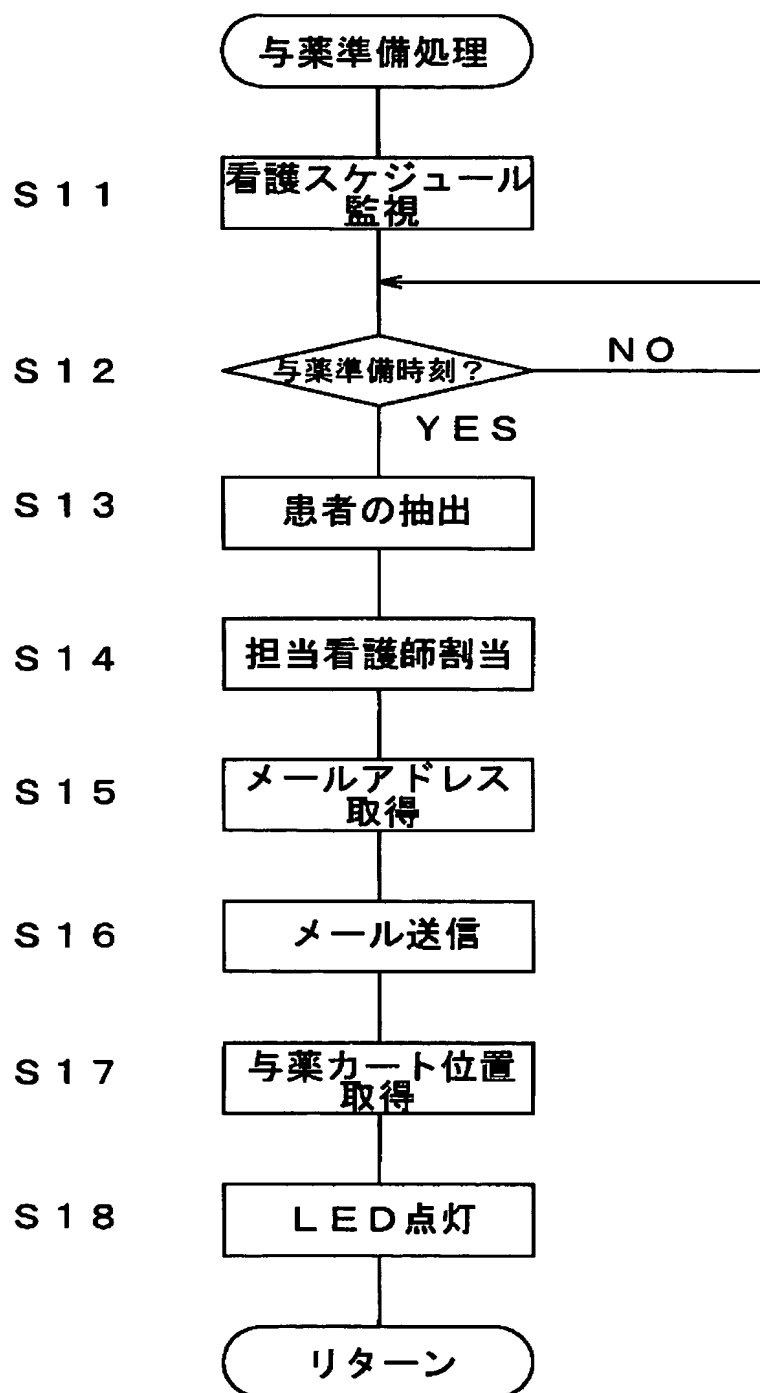 与薬準備処理
S11
看護スケジュール
監視
S12
与薬準備時刻?
NO
YES
S13
患者の抽出
S14
担当看護師割当
S15
メールアドレス
取得
S16
メール送信
S17
与薬カート位置
取得
S18
LED点灯
リターン